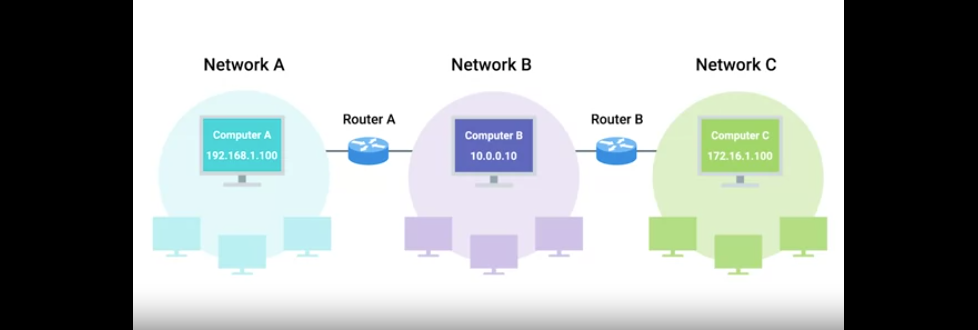 Network A
Network B
Network C
Router A
Router B
Computer A
192.168.1.100
Computer B
10.0.0.10
Computer C
172.16.1.100